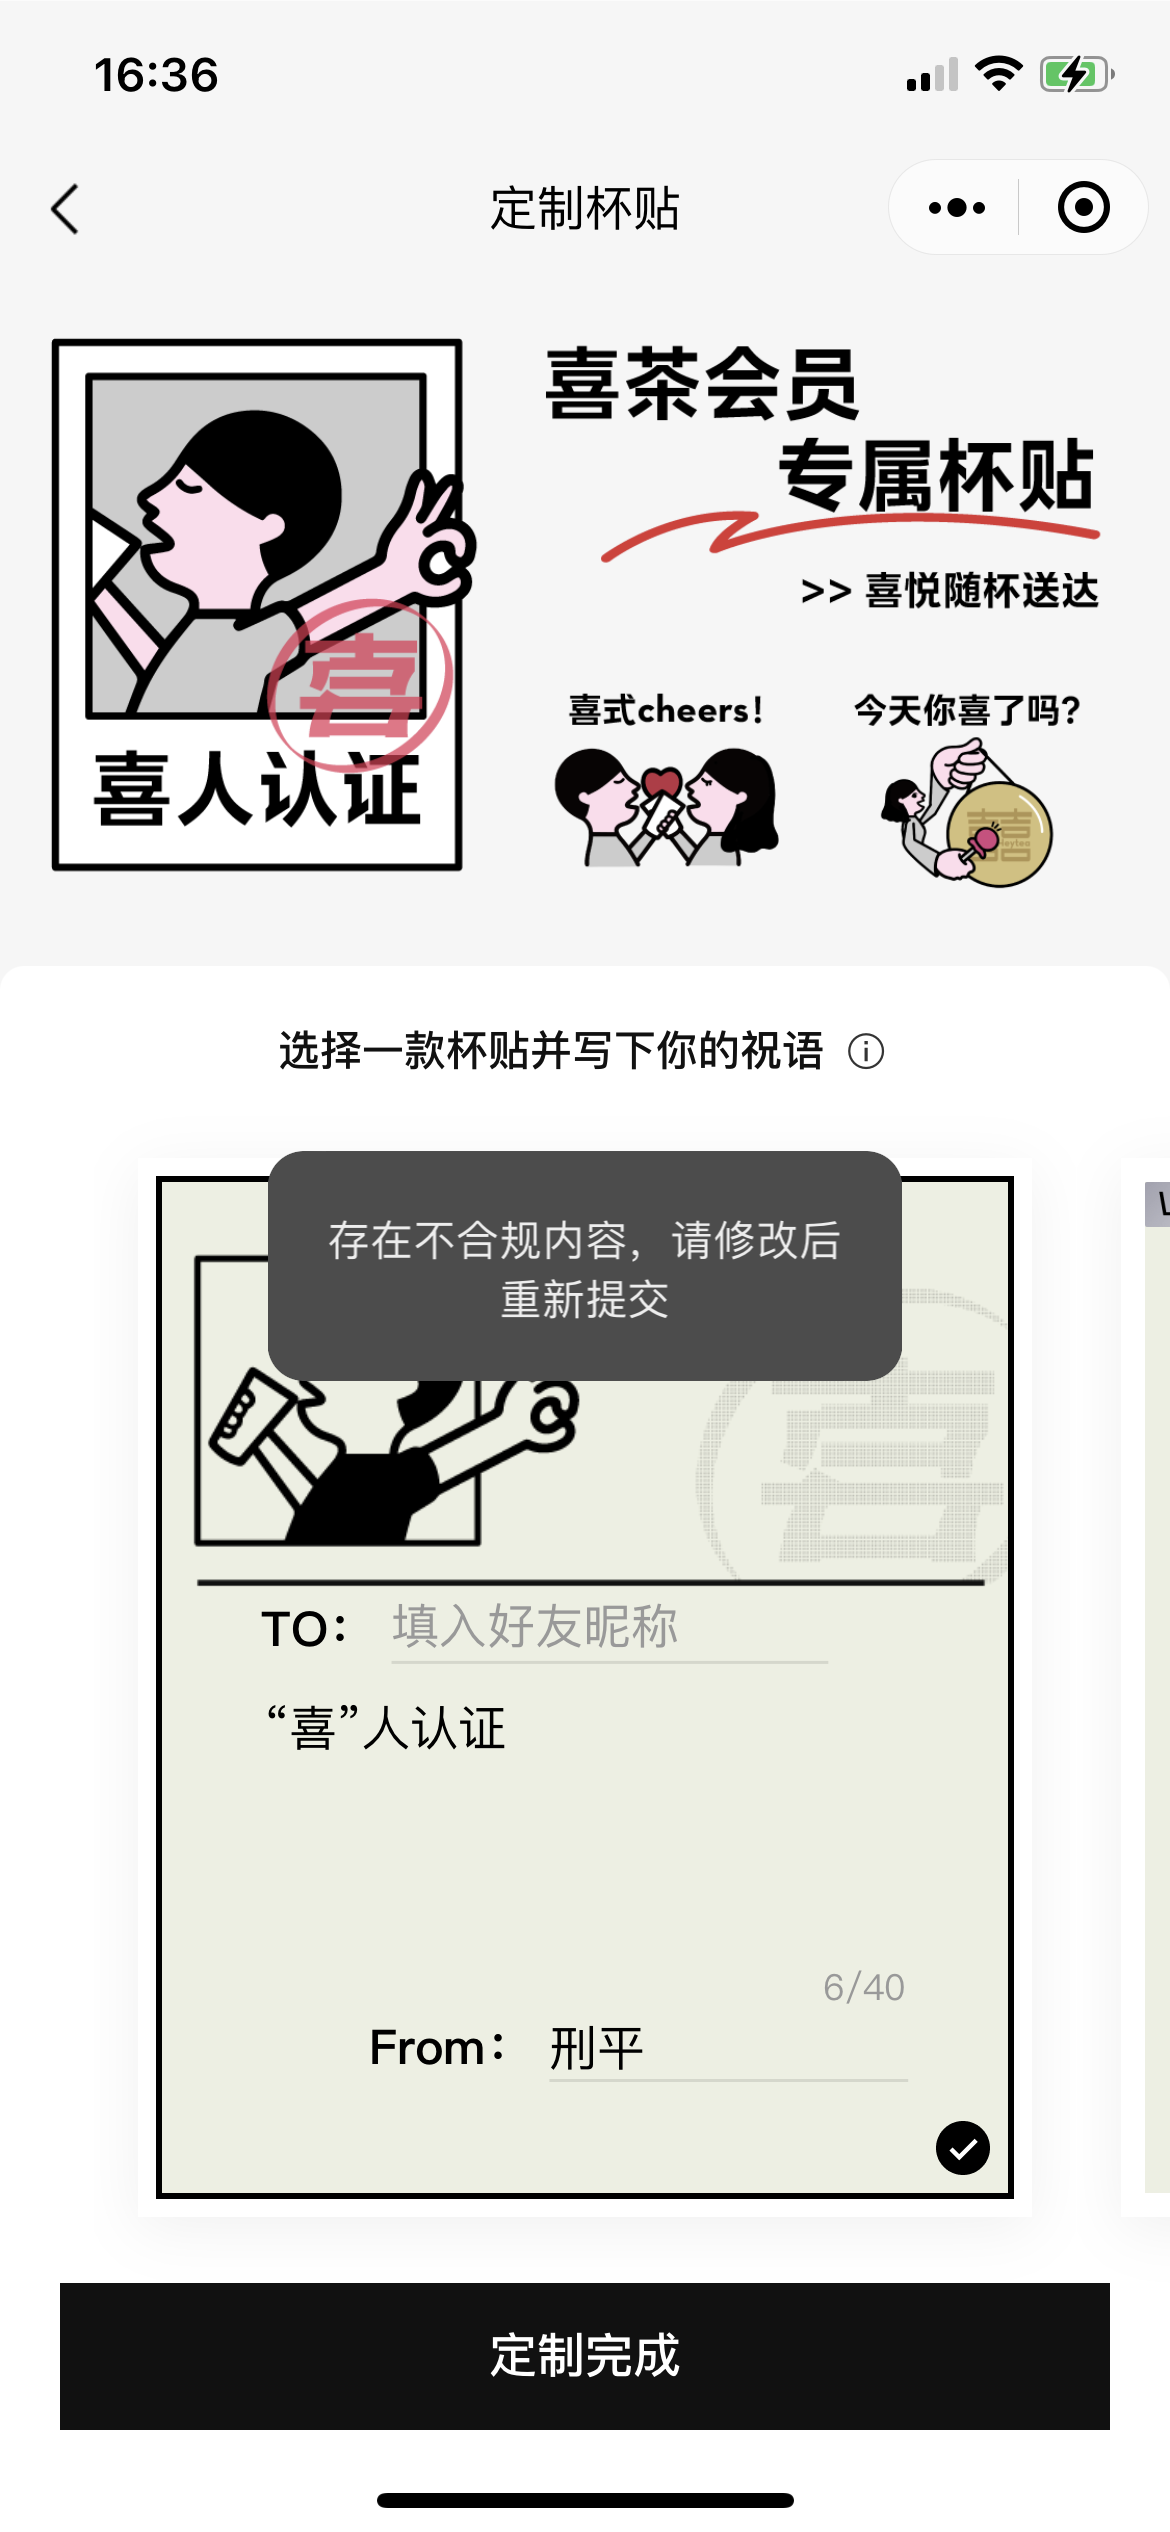 16:36
定制杯贴
喜茶会员
专属杯贴
>> 喜悦随杯送达
喜
喜人认证
喜式cheers!
今天你喜了吗?
囍
Heytea
选择一款杯贴并写下你的祝语
存在不合规内容，请修改后
重新提交
喜
TO:
填入好友昵称
“喜”人认证
6/40
From:
刑平
定制完成